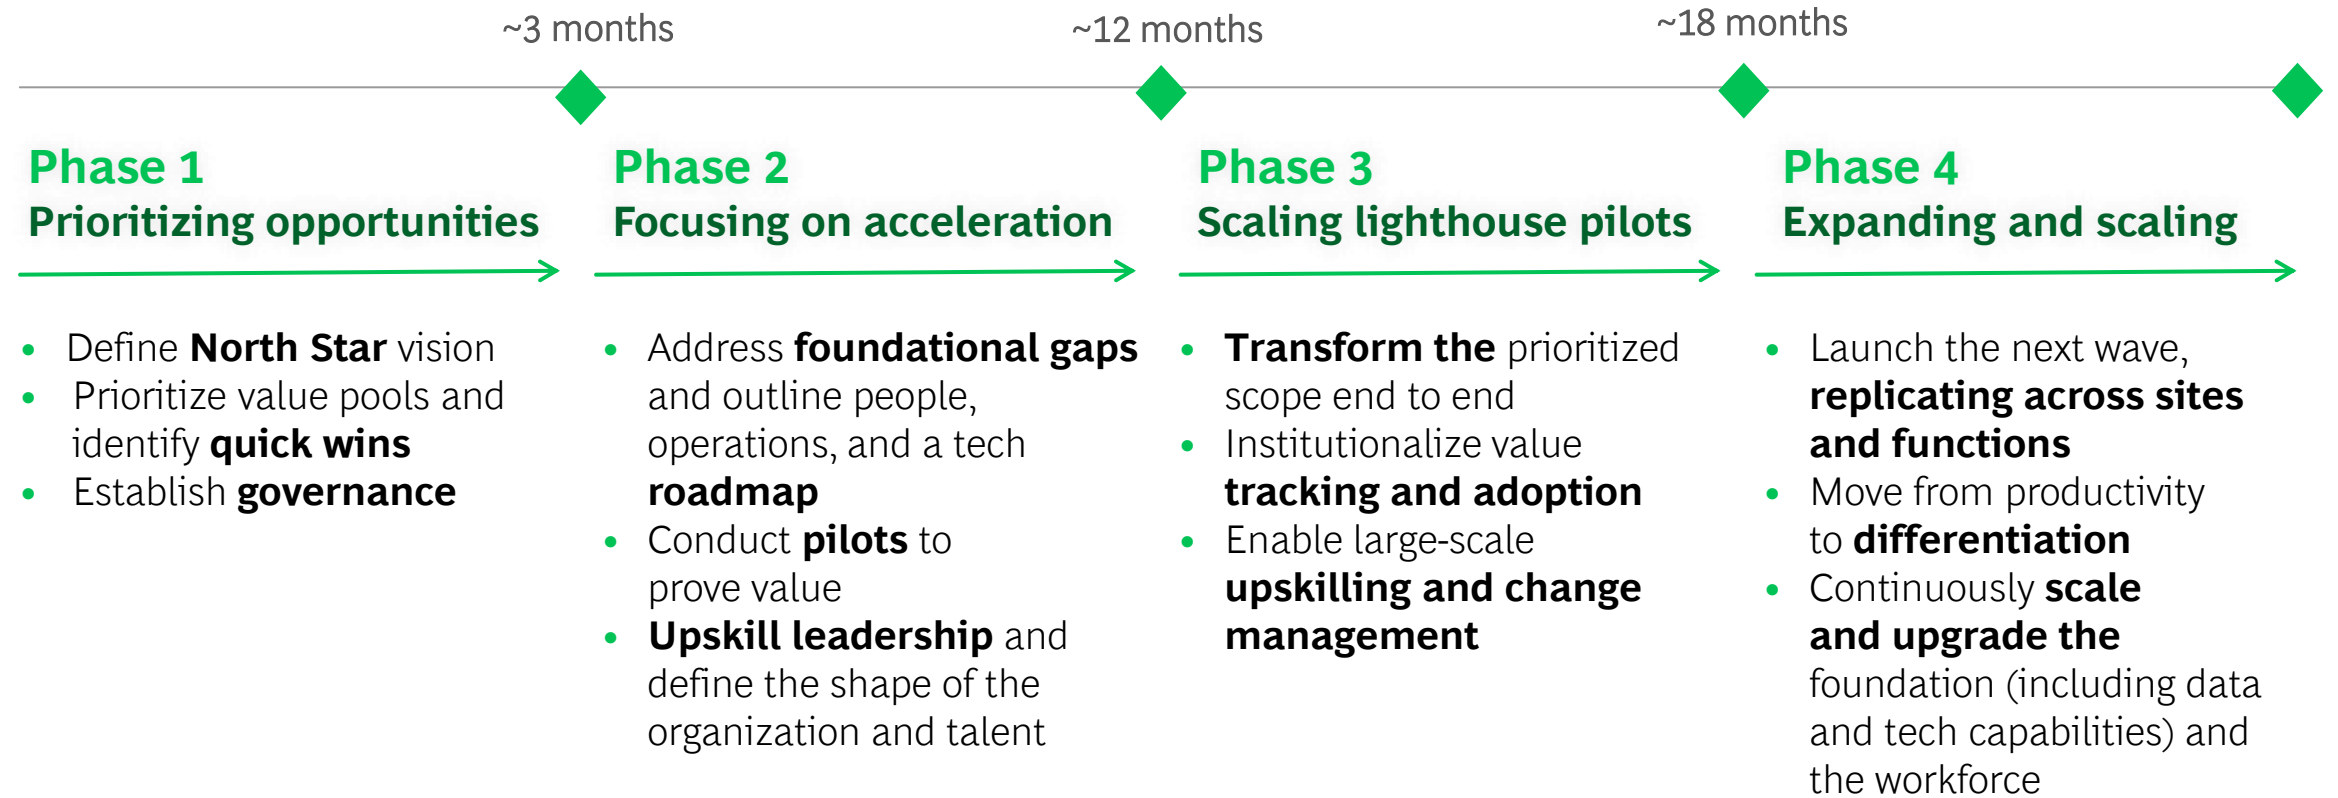 ~3 months
~12 months
~18 months
Phase 1
Prioritizing opportunities
• Define North Star vision
• Prioritize value pools and
identify quick wins
• Establish governance
Phase 2
Focusing on acceleration
• Address foundational gaps
and outline people,
operations, and a tech
roadmap
• Conduct pilots to
prove value
• Upskill leadership and
define the shape of the
organization and talent
Phase 3
Scaling lighthouse pilots
• Transform the prioritized
scope end to end
• Institutionalize value
tracking and adoption
• Enable large-scale
upskilling and change
management
Phase 4
Expanding and scaling
• Launch the next wave,
replicating across sites
and functions
• Move from productivity
to differentiation
• Continuously scale
and upgrade the
foundation (including data
and tech capabilities) and
the workforce